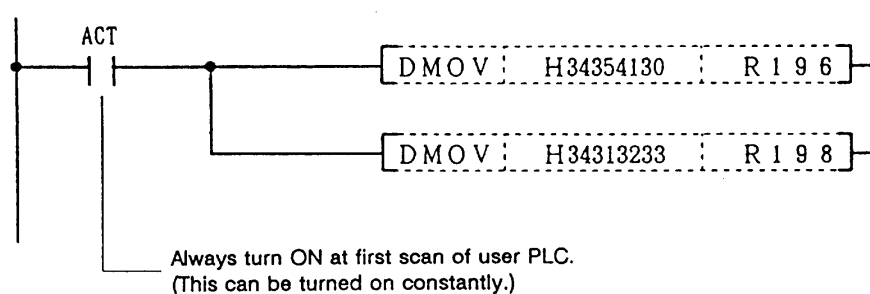 ACT
DMOV H34354130 R196
DMOV H34313233 R198
Always turn ON at first scan of user PLC.
(This can be turned on constantly.)